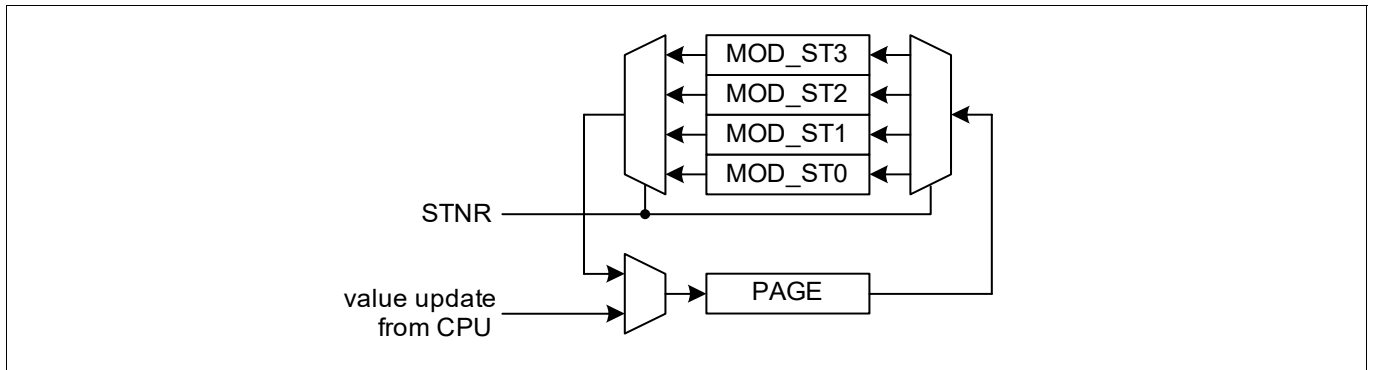 MOD_ST3
MOD_ST2
MOD_ST1
MOD_ST0
STNR
value update
from CPU
PAGE